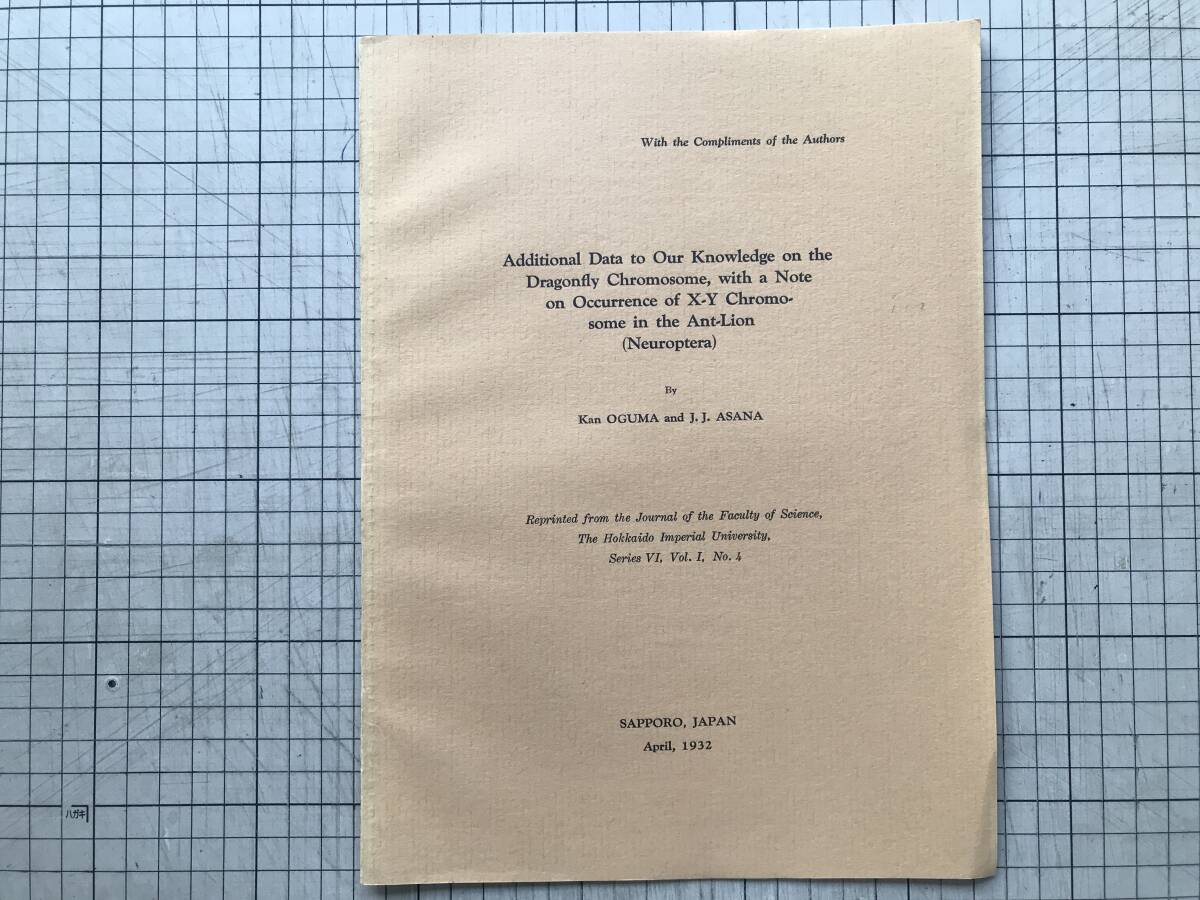 With the Compliments of the Authors
Additional Data to Our Knowledge on the
Dragonfly Chromosome, with a Note
on Occurrence of X-Y Chromo-
some in the Ant-Lion
(Neuroptera)
By
Kan OGUMA and J. J. ASANA
Reprinted from the Journal of the Faculty of Science,
The Hokkaido Imperial University,
Series VI, Vol. I, No. 4
SAPPORO, JAPAN
April, 1932
ハガキ